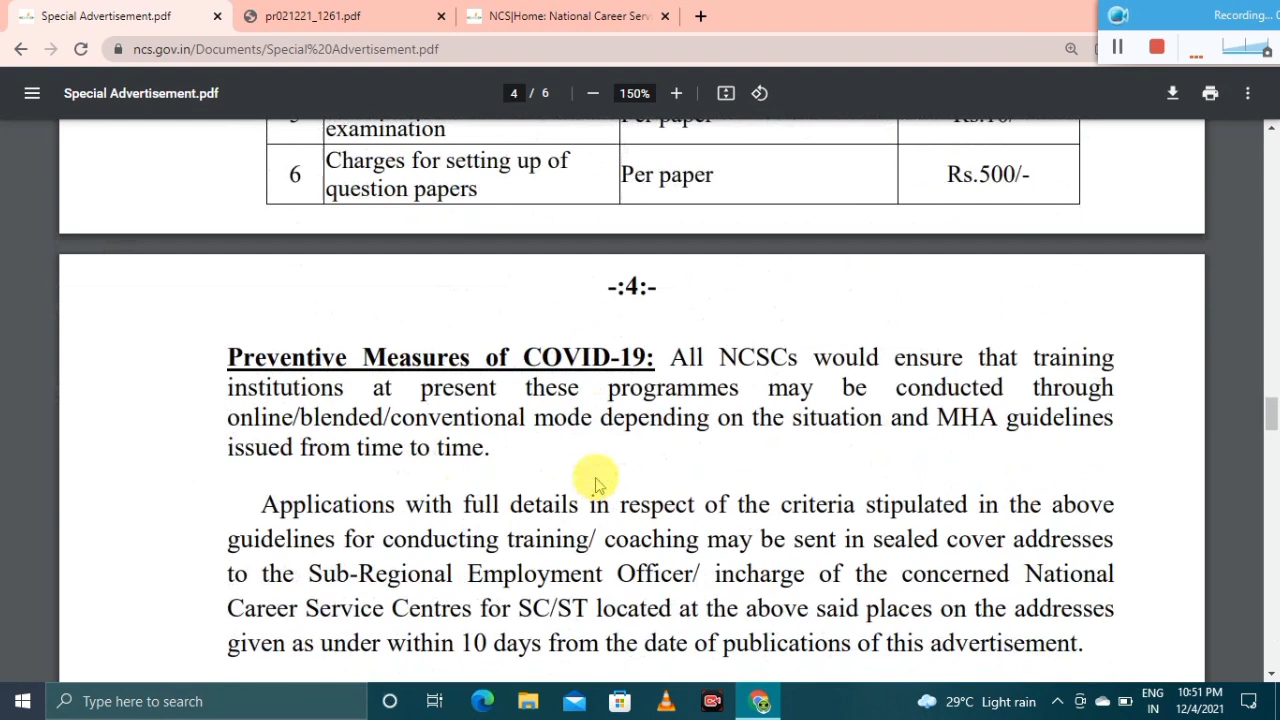 Special Advertisement.pdf
pr021221_1261.pdf
NCS|Home: National Career Serv
Recording...
ncs.gov.in/Documents/Special%20Advertisement.pdf
Special Advertisement.pdf
4 / 6
150%
examination
Per paper
6
Charges for setting up of
question papers
Per paper
Rs.500/-
-:4:-
Preventive Measures of COVID-19: All NCSCs would ensure that training
institutions at present these programmes may be conducted through
online/blended/conventional mode depending on the situation and MHA guidelines
issued from time to time.
Applications with full details in respect of the criteria stipulated in the above
guidelines for conducting training/ coaching may be sent in sealed cover addresses
to the Sub-Regional Employment Officer/ incharge of the concerned National
Career Service Centres for SC/ST located at the above said places on the addresses
given as under within 10 days from the date of publications of this advertisement.
Type here to search
29°C Light rain
ENG
IN
10:51 PM
12/4/2021